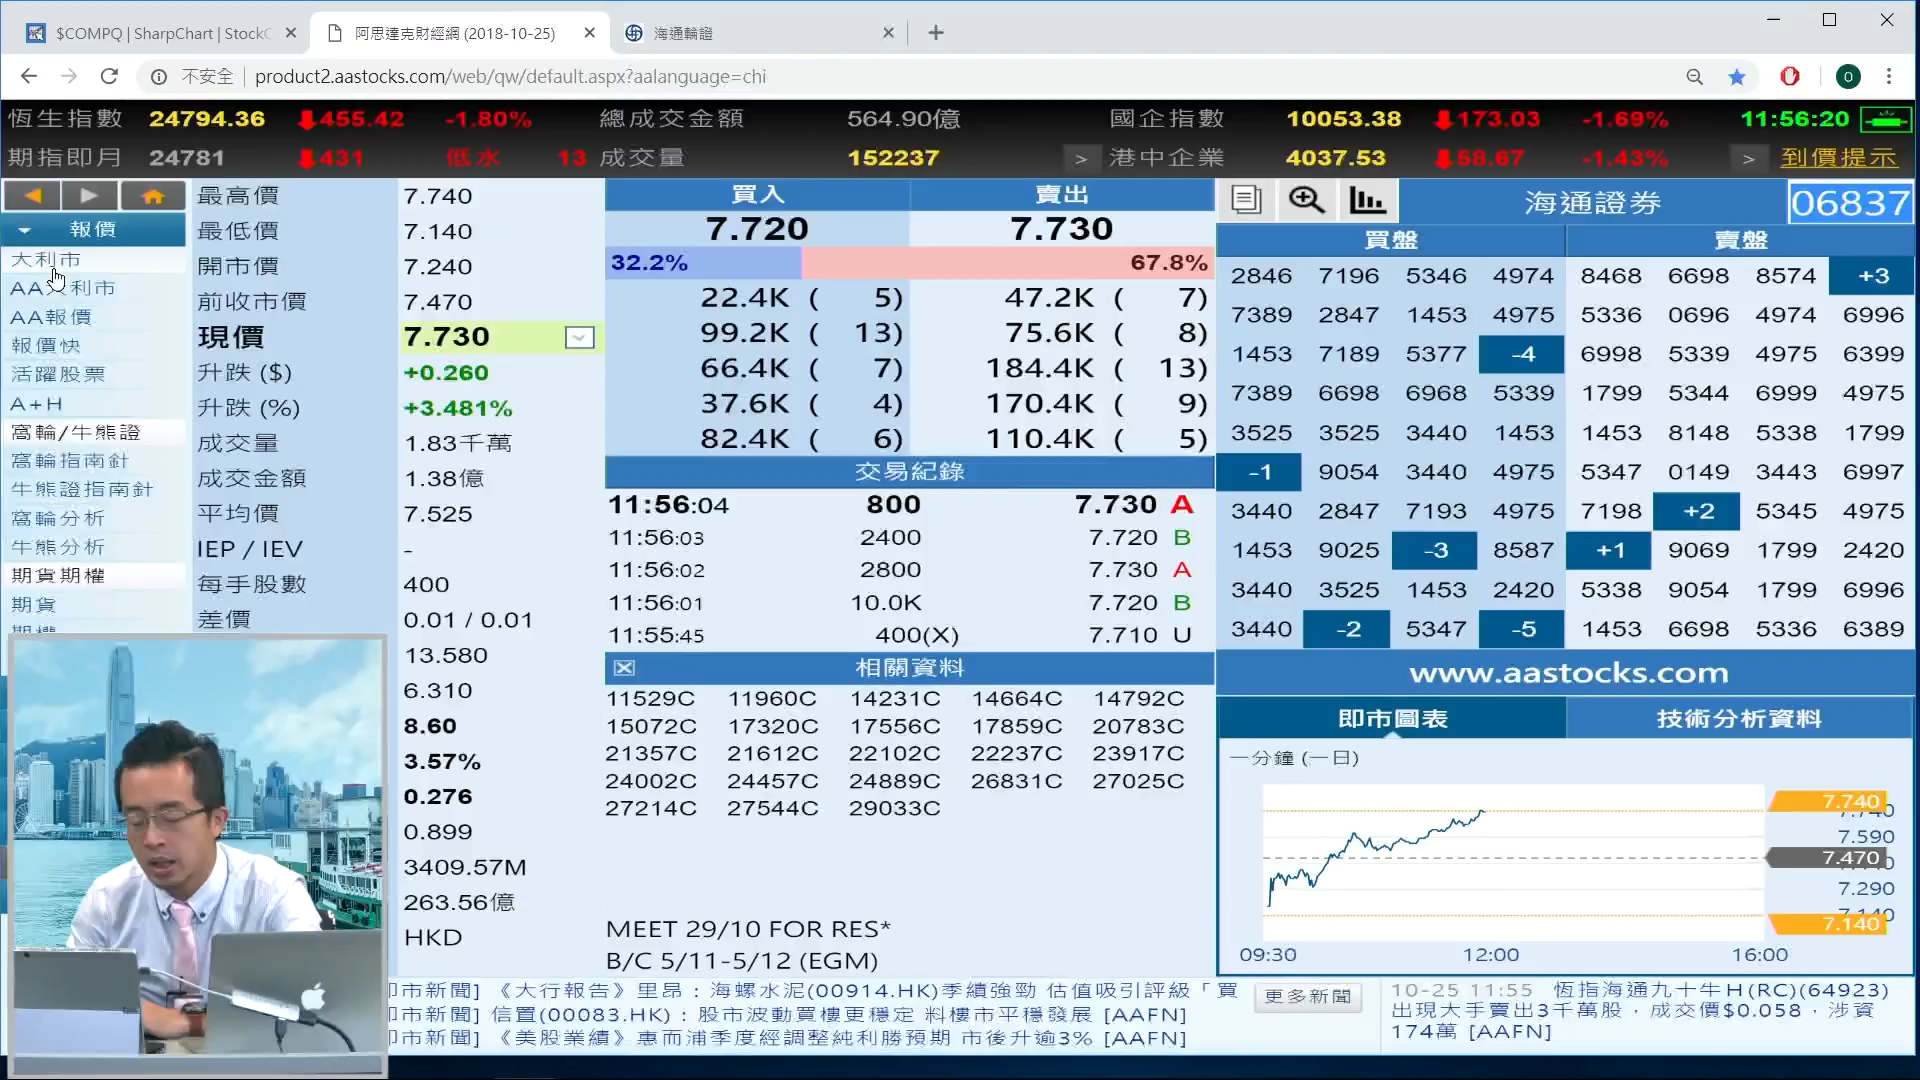 $COMPQ | SharpChart | StockC
阿思達克財經網 (2018-10-25)
海通輪證
不安全
product2.aastocks.com/web/qw/default.aspx?aalanguage=chi
O
恆生指數 24794.36 455.42 -1.80% 總成交金額 564.90億 國企指數 10053.38 173.03 -1.69% 11:56:20
期指即月 24781 431 低水 13 成交量 152237 > 港中企業 4037.53 58.67 -1.43% > 到價提示
報價
大利市
AA大利市
AA報價
報價快
活躍股票
A+H
窩輪/牛熊證
窩輪指南針
牛熊證指南針
窩輪分析
牛熊分析
期貨期權
期貨
最高價 7.740
最低價 7.140
開市價 7.240
前收市價 7.470
現價 7.730
升跌 ($) +0.260
升跌 (%) +3.481%
成交量 1.83千萬
成交金額 1.38億
平均價 7.525
IEP / IEV -
每手股數 400
差價 0.01 / 0.01
13.580
6.310
8.60
3.57%
0.276
0.899
3409.57M
263.56億
HKD
買入 賣出
7.720 7.730
32.2% 67.8%
22.4K ( 5) 47.2K ( 7)
99.2K ( 13) 75.6K ( 8)
66.4K ( 7) 184.4K ( 13)
37.6K ( 4) 170.4K ( 9)
82.4K ( 6) 110.4K ( 5)
交易紀錄
11:56:04 800 7.730 A
11:56:03 2400 7.720 B
11:56:02 2800 7.730 A
11:56:01 10.0K 7.720 B
11:55:45 400(X) 7.710 U
相關資料
11529C 11960C 14231C 14664C 14792C
15072C 17320C 17556C 17859C 20783C
21357C 21612C 22102C 22237C 23917C
24002C 24457C 24889C 26831C 27025C
27214C 27544C 29033C
MEET 29/10 FOR RES*
B/C 5/11-5/12 (EGM)
海通證券 06837
買盤 賣盤
2846 7196 5346 4974 8468 6698 8574 +3
7389 2847 1453 4975 5336 0696 4974 6996
1453 7189 5377 -4 6998 5339 4975 6399
7389 6698 6968 5339 1799 5344 6999 4975
3525 3525 3440 1453 1453 8148 5338 1799
-1 9054 3440 4975 5347 0149 3443 6997
3440 2847 7193 4975 7198 +2 5345 4975
1453 9025 -3 8587 +1 9069 1799 2420
3440 3525 1453 2420 5338 9054 1799 6996
3440 -2 5347 -5 1453 6698 5336 6389
www.aastocks.com
即市圖表 技術分析資料
一分鐘 (一日)
7.740
7.590
7.470
7.290
7.140
09:30 12:00 16:00
即市新聞] 《大行報告》里昂：海螺水泥(00914.HK)季績強勁 估值吸引評級「買
即市新聞] 信置(00083.HK)：股市波動買樓更穩定 料樓市平穩發展 [AAFN]
即市新聞] 《美股業績》惠而浦季度經調整純利勝預期 市後升逾3% [AAFN]
更多新聞
10-25 11:55 恆指海通九十牛H(RC)(64923)
出現大手賣出3千萬股，成交價$0.058，涉資
174萬 [AAFN]